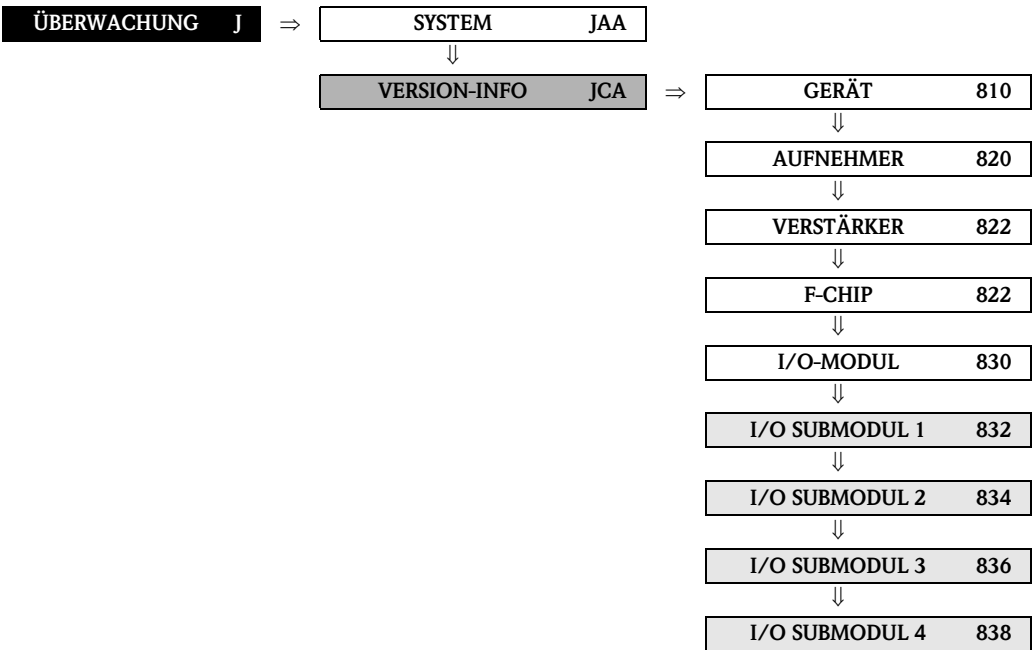 ÜBERWACHUNG J ⇒ SYSTEM JAA
⇓
VERSION-INFO JCA ⇒ GERÄT 810
⇓
AUFNEHMER 820
⇓
VERSTÄRKER 822
⇓
F-CHIP 822
⇓
I/O-MODUL 830
⇓
I/O SUBMODUL 1 832
⇓
I/O SUBMODUL 2 834
⇓
I/O SUBMODUL 3 836
⇓
I/O SUBMODUL 4 838